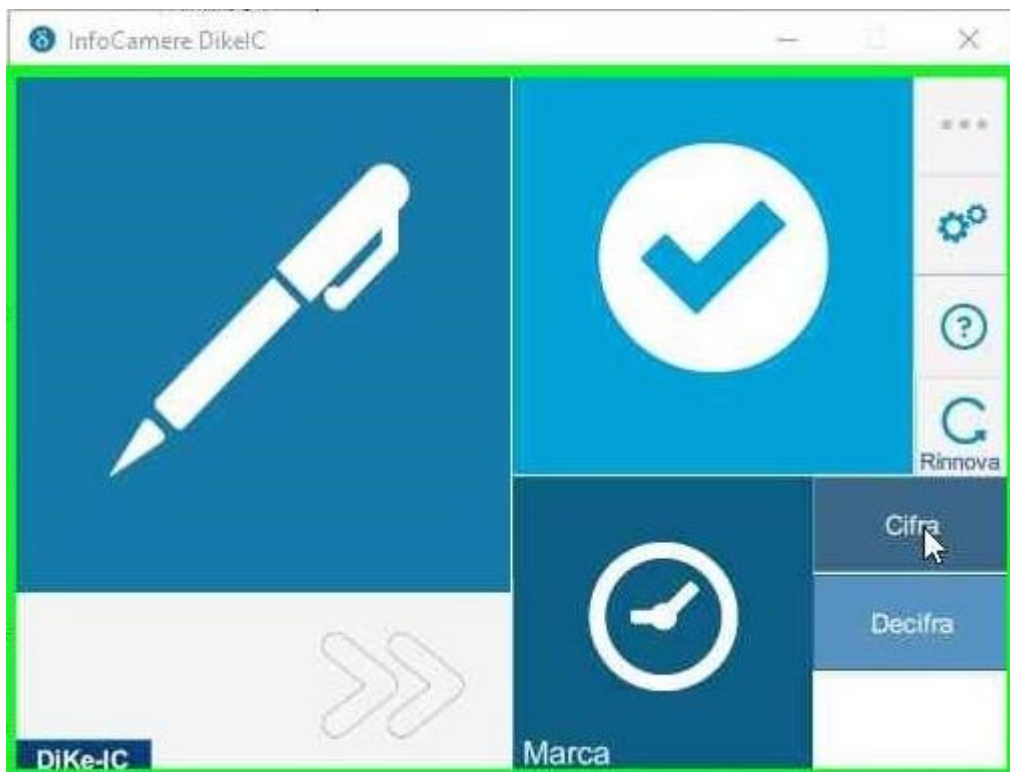 InfoCamere DikeIC
?
Rinnova
Cifra
Decifra
Marca
DiKe-IC